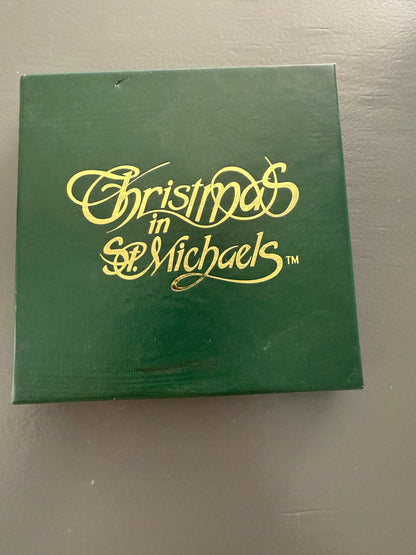 Christmas
in
St. Michaels™